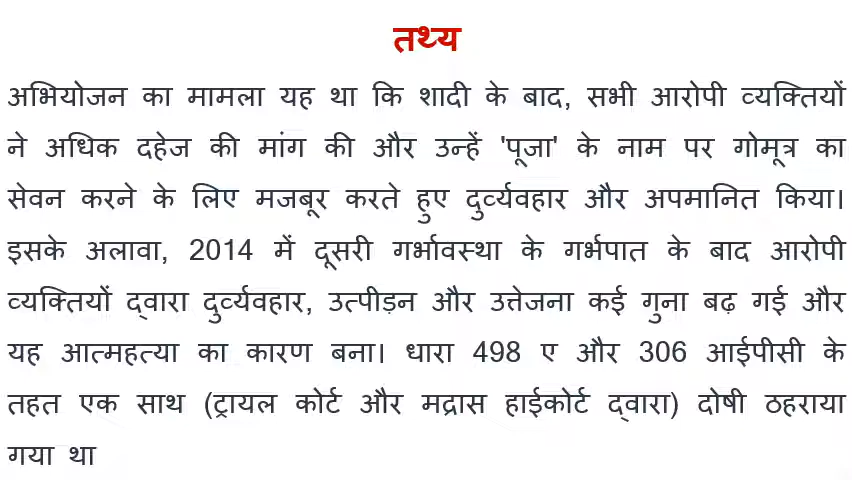 तथ्य
अभियोजन का मामला यह था कि शादी के बाद, सभी आरोपी व्यक्तियों
ने अधिक दहेज की मांग की और उन्हें 'पूजा' के नाम पर गोमूत्र का
सेवन करने के लिए मजबूर करते हुए दुर्व्यवहार और अपमानित किया।
इसके अलावा, 2014 में दूसरी गर्भावस्था के गर्भपात के बाद आरोपी
व्यक्तियों द्वारा दुर्व्यवहार, उत्पीड़न और उत्तेजना कई गुना बढ़ गई और
यह आत्महत्या का कारण बना। धारा 498 ए और 306 आईपीसी के
तहत एक साथ (ट्रायल कोर्ट और मद्रास हाईकोर्ट द्वारा) दोषी ठहराया
गया था